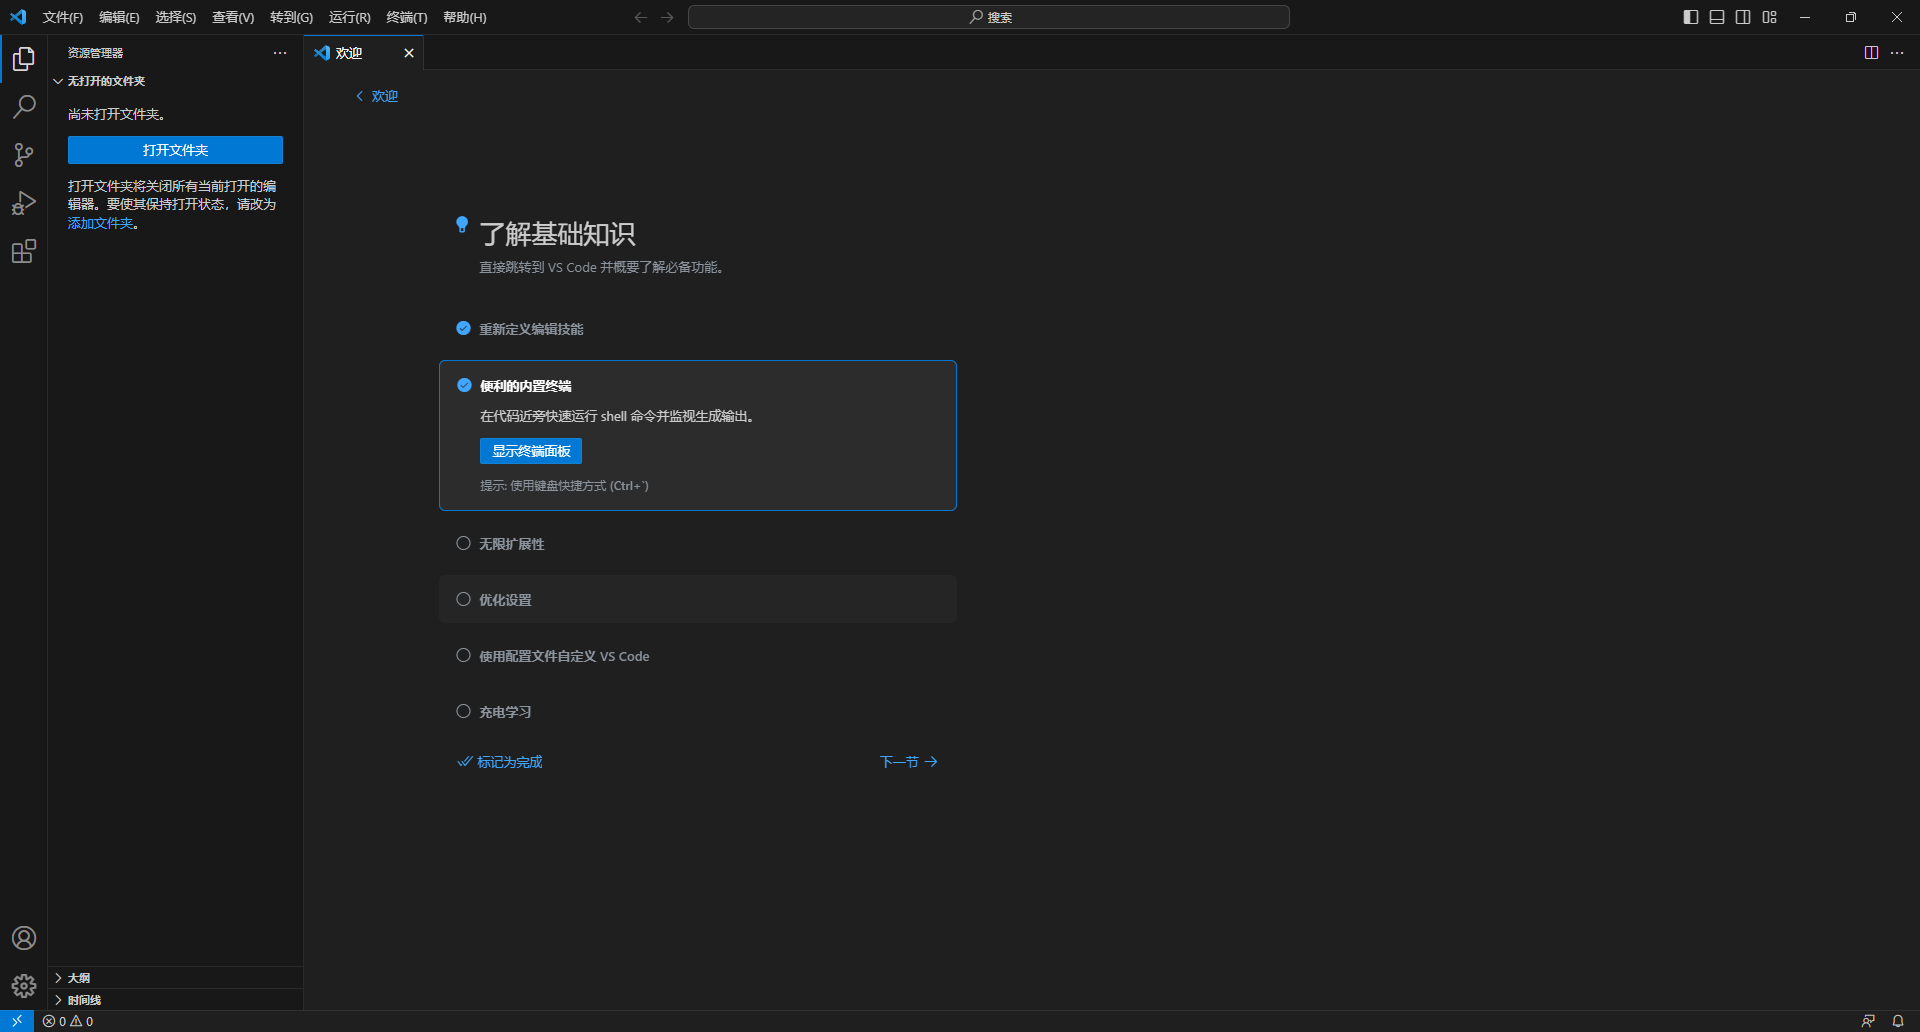 文件(F) 编辑(E) 选择(S) 查看(V) 转到(G) 运行(R) 终端(T) 帮助(H) 搜索
资源管理器
欢迎
无打开的文件夹
尚未打开文件夹。
打开文件夹
打开文件夹将关闭所有当前打开的编
辑器。要使其保持打开状态，请改为
添加文件夹。
欢迎
了解基础知识
直接跳转到 VS Code 并概要了解必备功能。
重新定义编辑技能
便利的内置终端
在代码近旁快速运行 shell 命令并监视生成输出。
显示终端面板
提示: 使用键盘快捷方式 (Ctrl+`)
无限扩展性
优化设置
使用配置文件自定义 VS Code
充电学习
标记为完成
下一节
大纲
时间线
0 0